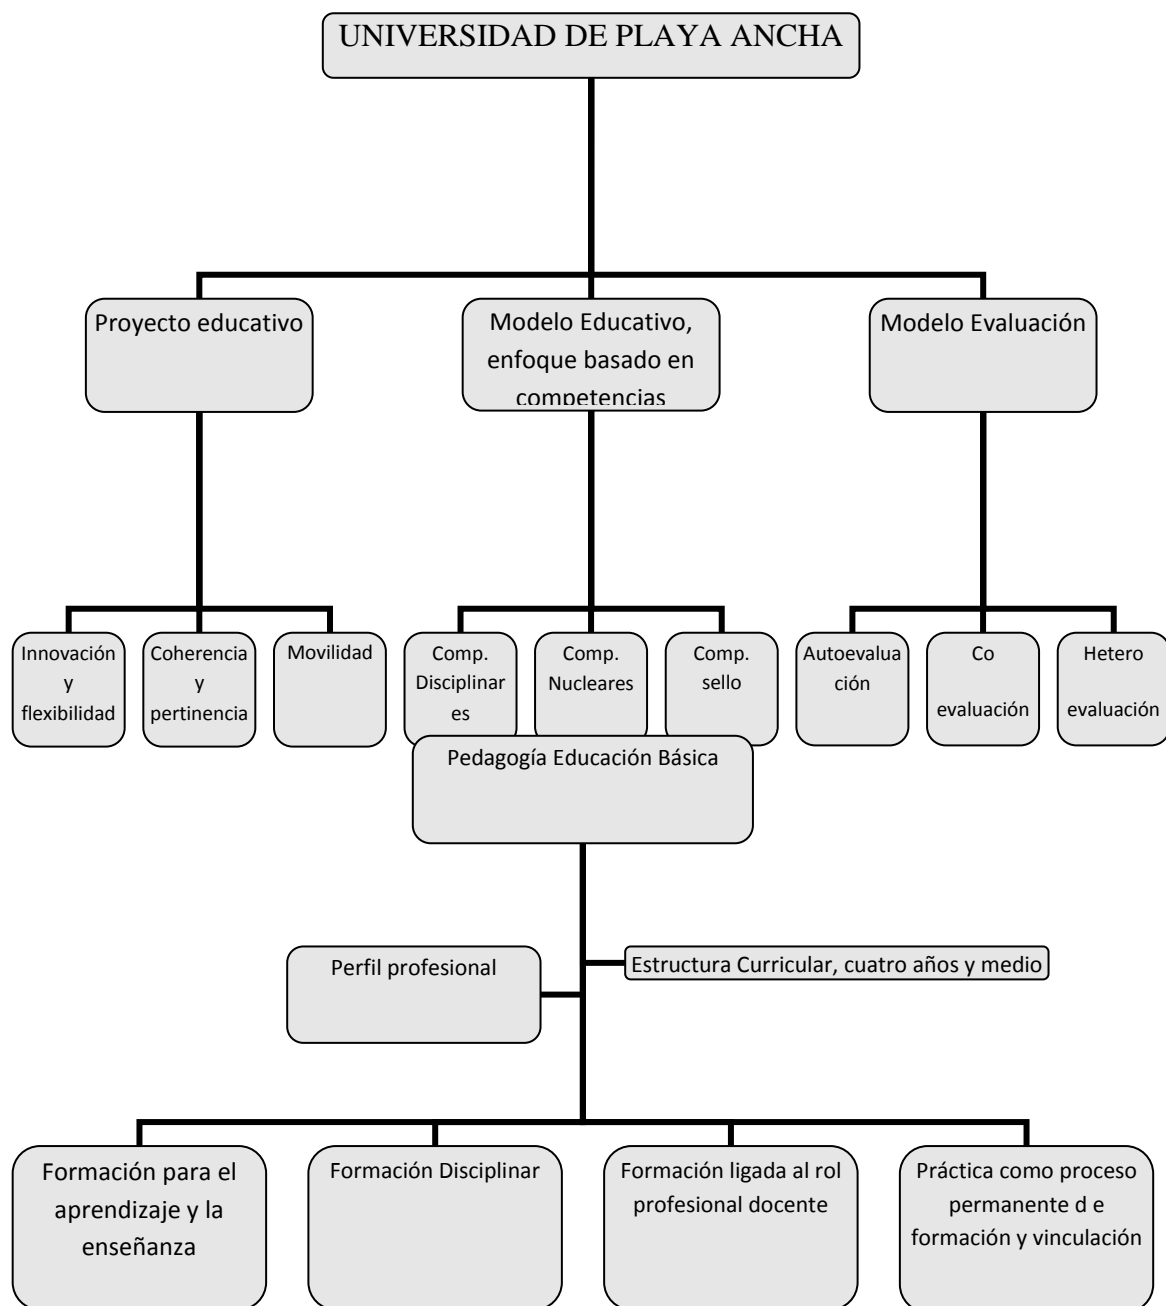 UNIVERSIDAD DE PLAYA ANCHA
Proyecto educativo
Modelo Educativo,
enfoque basado en
competencias
Modelo Evaluación
Innovación
y
flexibilidad
Coherencia
y
pertinencia
Movilidad
Comp.
Disciplinar
es
Comp.
Nucleares
Comp.
sello
Autoevalua
ción
Co
evaluación
Hetero
evaluación
Pedagogía Educación Básica
Perfil profesional
Estructura Curricular, cuatro años y medio
Formación para el
aprendizaje y la
enseñanza
Formación Disciplinar
Formación ligada al rol
profesional docente
Práctica como proceso
permanente d e
formación y vinculación